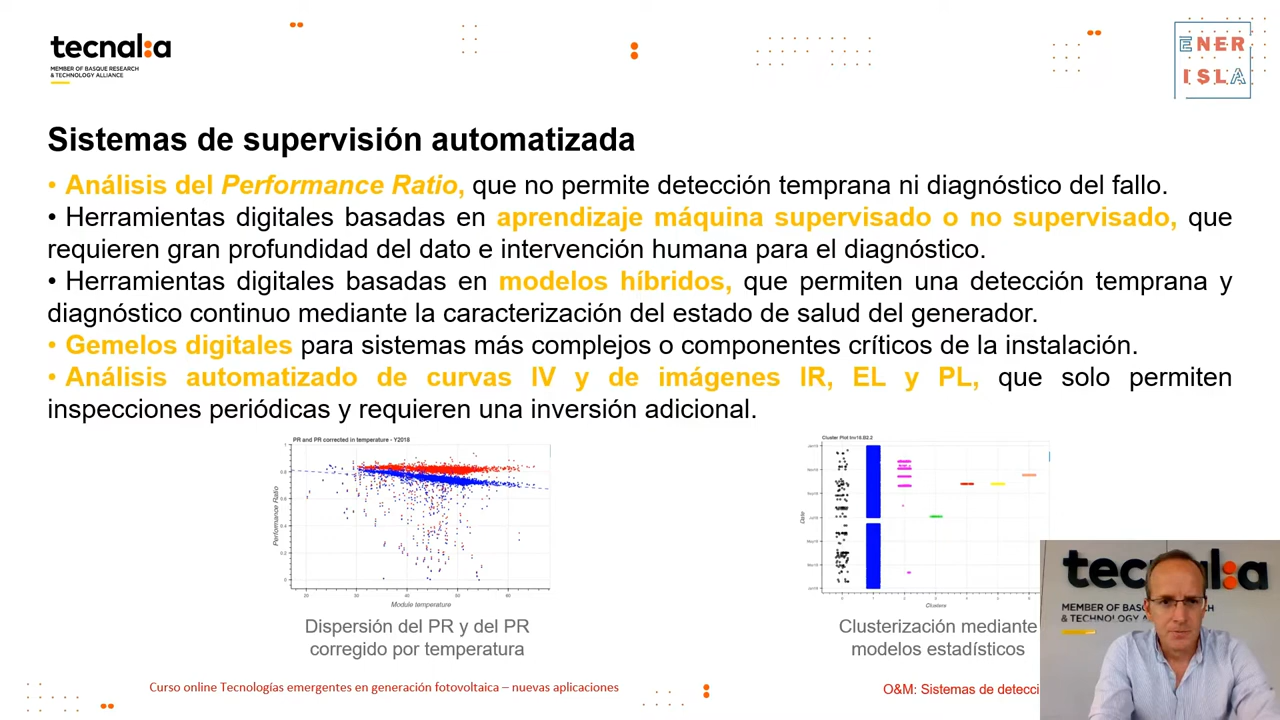 tecnalia
MEMBER OF BASQUE RESEARCH
& TECHNOLOGY ALLIANCE
ENER
ISLA
Sistemas de supervisión automatizada
• Análisis del Performance Ratio, que no permite detección temprana ni diagnóstico del fallo.
• Herramientas digitales basadas en aprendizaje máquina supervisado o no supervisado, que
requieren gran profundidad del dato e intervención humana para el diagnóstico.
• Herramientas digitales basadas en modelos híbridos, que permiten una detección temprana y
diagnóstico continuo mediante la caracterización del estado de salud del generador.
• Gemelos digitales para sistemas más complejos o componentes críticos de la instalación.
• Análisis automatizado de curvas IV y de imágenes IR, EL y PL, que solo permiten
inspecciones periódicas y requieren una inversión adicional.
PR and PR corrected in temperature - Y2018
Performance Ratio
Module temperature
Date
Clusters
Dispersión del PR y del PR
corregido por temperatura
Clusterización mediante
modelos estadísticos
Curso online Tecnologías emergentes en generación fotovoltaica – nuevas aplicaciones
O&M: Sistemas de detecci
MEMBER OF
& TECHNOLOGY